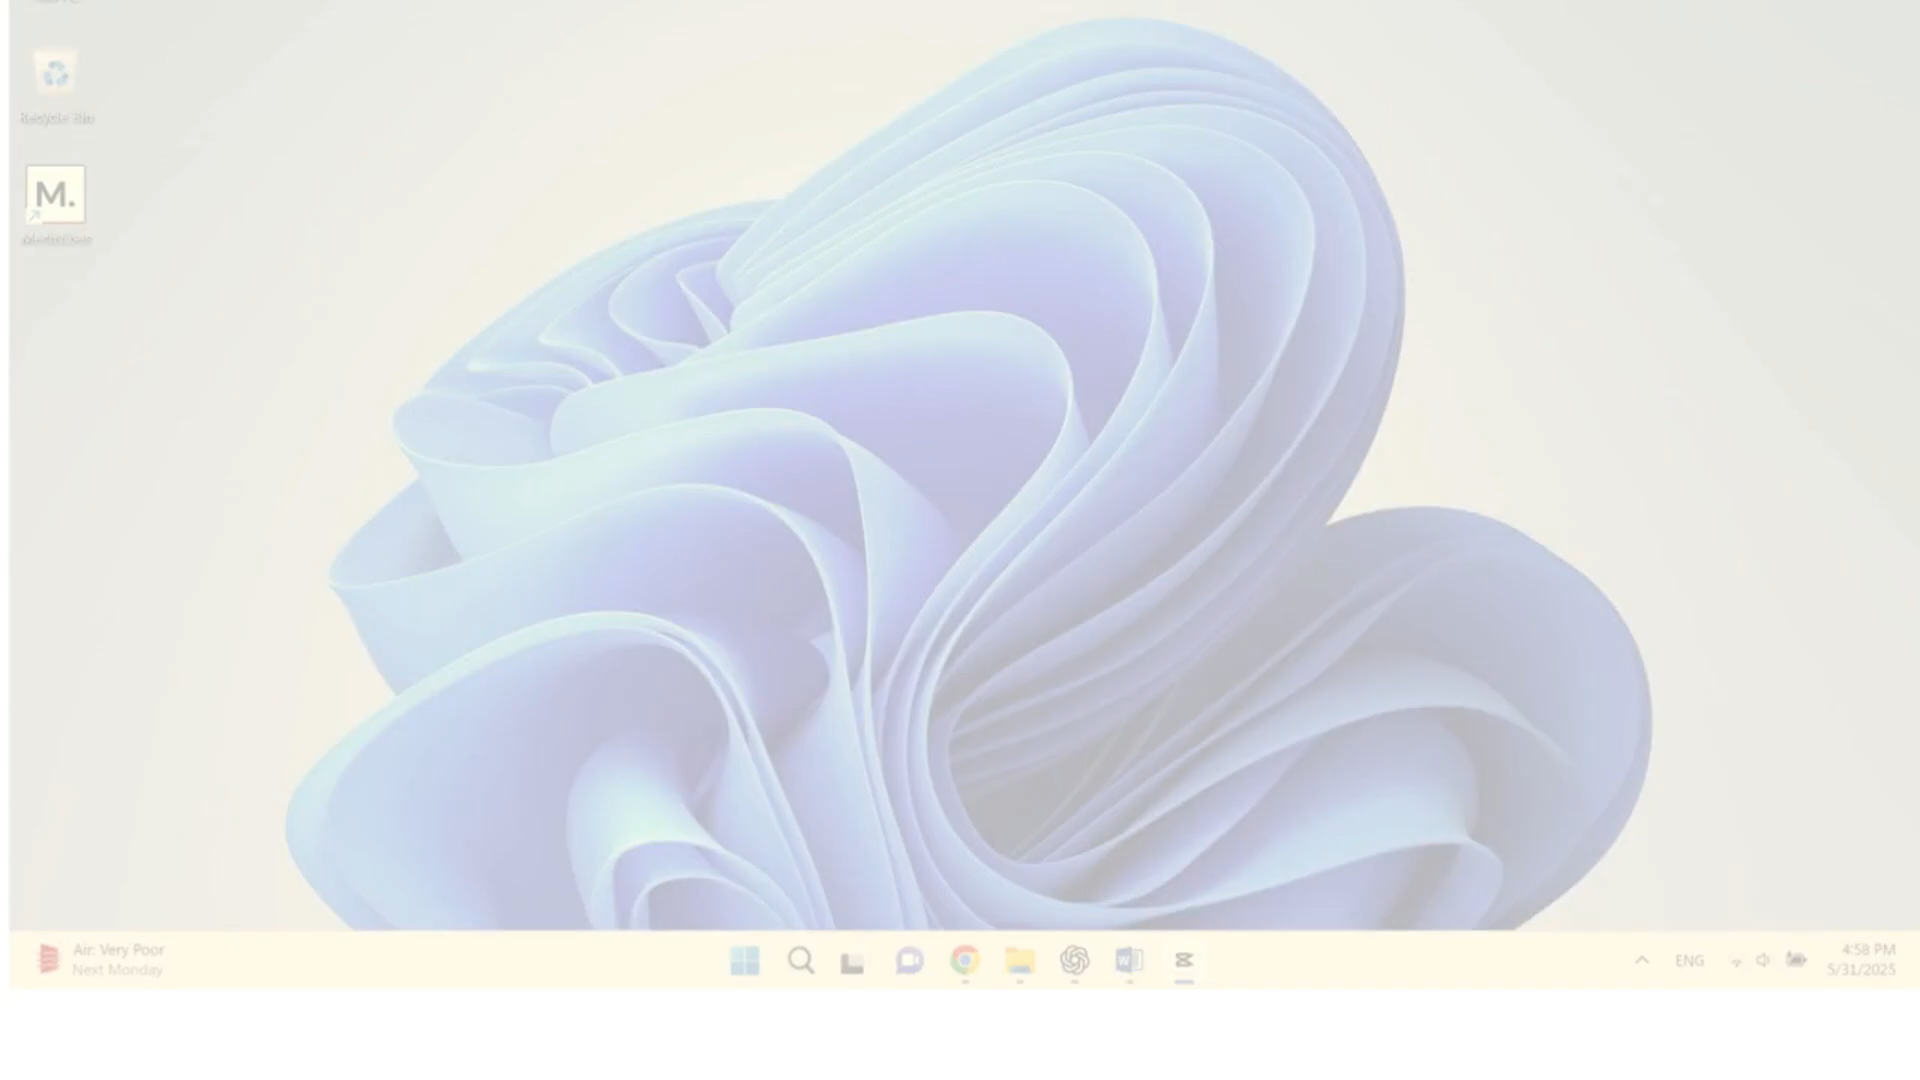 Recycle Bin
M.
Air: Very Poor
Next Monday
W
ENG
4:58 PM
5/31/2025